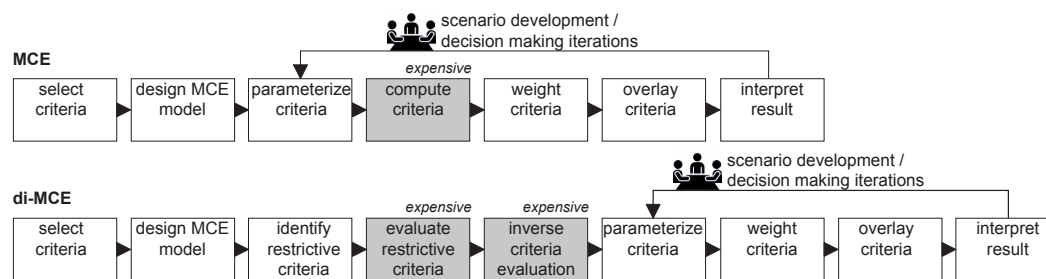 scenario development /
decision making iterations
MCE
expensive
select
criteria
design MCE
model
parameterize
criteria
compute
criteria
weight
criteria
overlay
criteria
interpret
result
scenario development /
decision making iterations
di-MCE
expensive
expensive
select
criteria
design MCE
model
identify
restrictive
criteria
evaluate
restrictive
criteria
inverse
criteria
evaluation
parameterize
criteria
weight
criteria
overlay
criteria
interpret
result